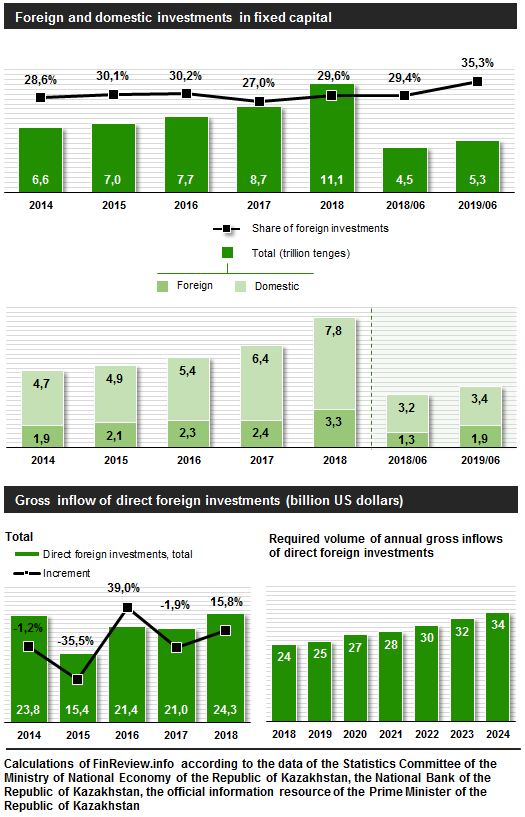 Foreign and domestic investments in fixed capital
28,6% 30,1% 30,2% 27,0% 29,6% 29,4% 35,3%
6,6 7,0 7,7 8,7 11,1 4,5 5,3
2014 2015 2016 2017 2018 2018/06 2019/06
Share of foreign investments
Total (trillion tenges)
Foreign Domestic
4,7 4,9 5,4 6,4 7,8 3,2 3,4
1,9 2,1 2,3 2,4 3,3 1,3 1,9
2014 2015 2016 2017 2018 2018/06 2019/06
Gross inflow of direct foreign investments (billion US dollars)
Total
Direct foreign investments, total
Increment
-1,2% -35,5% 39,0% -1,9% 15,8%
23,8 15,4 21,4 21,0 24,3
2014 2015 2016 2017 2018
Required volume of annual gross inflows
of direct foreign investments
24 25 27 28 30 32 34
2018 2019 2020 2021 2022 2023 2024
Calculations of FinReview.info according to the data of the Statistics Committee of the
Ministry of National Economy of the Republic of Kazakhstan, the National Bank of the
Republic of Kazakhstan, the official information resource of the Prime Minister of the
Republic of Kazakhstan